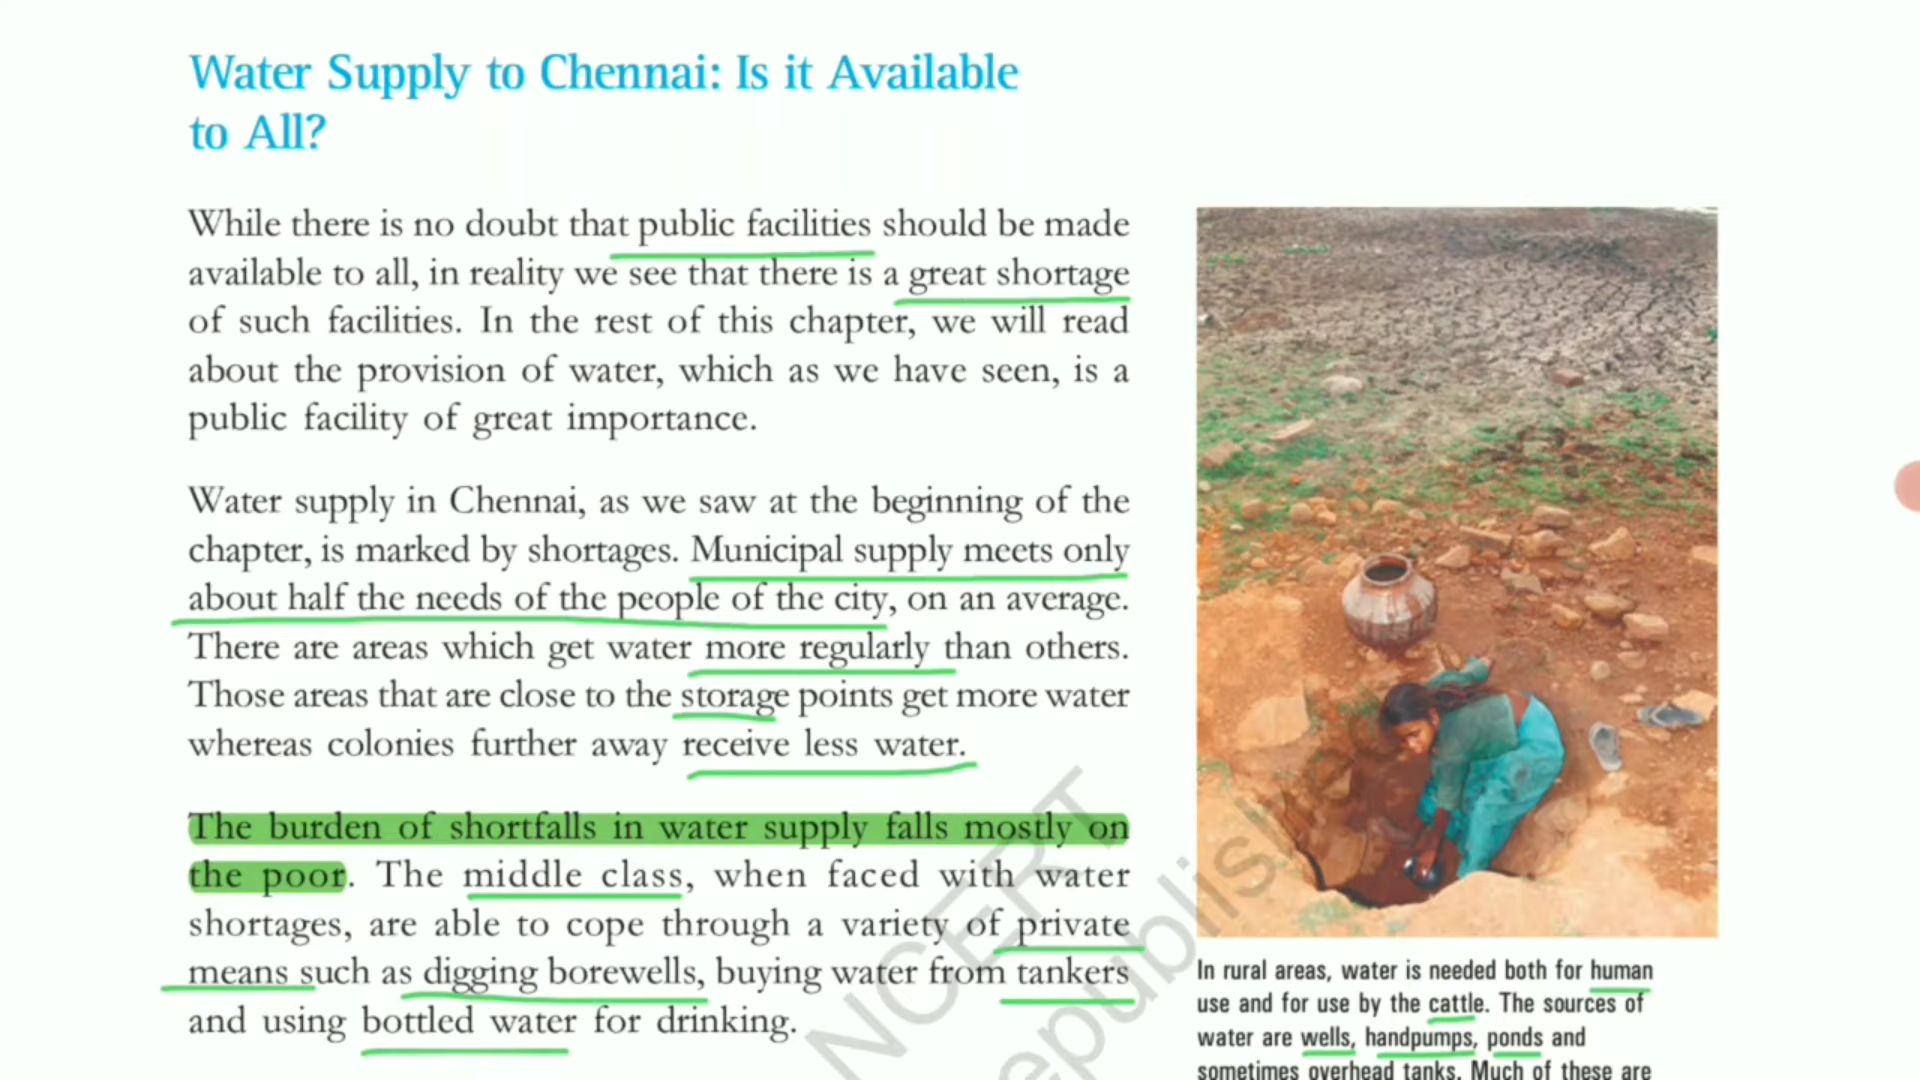 Water Supply to Chennai: Is it Available
to All?
While there is no doubt that public facilities should be made
available to all, in reality we see that there is a great shortage
of such facilities. In the rest of this chapter, we will read
about the provision of water, which as we have seen, is a
public facility of great importance.
Water supply in Chennai, as we saw at the beginning of the
chapter, is marked by shortages. Municipal supply meets only
about half the needs of the people of the city, on an average.
There are areas which get water more regularly than others.
Those areas that are close to the storage points get more water
whereas colonies further away receive less water.
The burden of shortfalls in water supply falls mostly on
the poor. The middle class, when faced with water
shortages, are able to cope through a variety of private
means such as digging borewells, buying water from tankers
and using bottled water for drinking.
In rural areas, water is needed both for human
use and for use by the cattle. The sources of
water are wells, handpumps, ponds and
sometimes overhead tanks. Much of these are
NCERT
republish